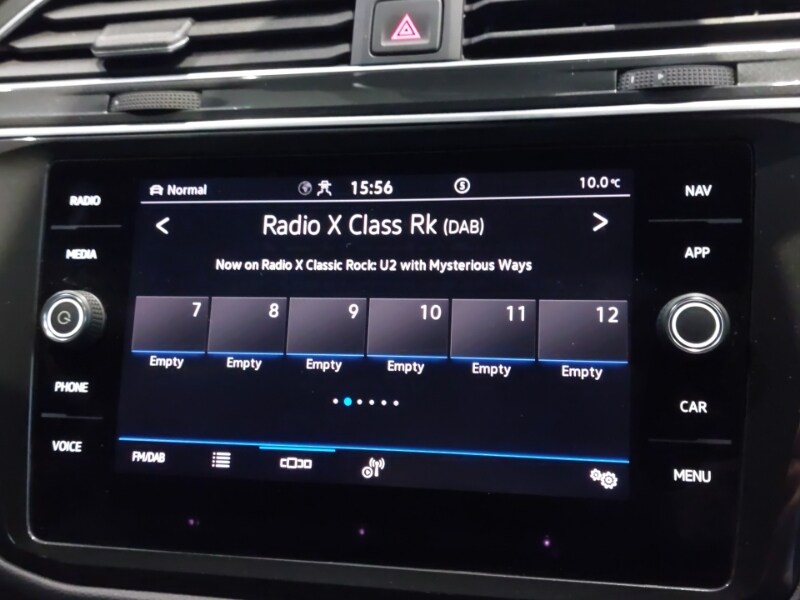 RADIO
MEDIA
PHONE
VOICE
Normal
15:56
S
10.0°C
< Radio X Class Rk (DAB) >
Now on Radio X Classic Rock: U2 with Mysterious Ways
7 8 9 10 11 12
Empty Empty Empty Empty Empty Empty
FM/DAB
NAV
APP
CAR
MENU